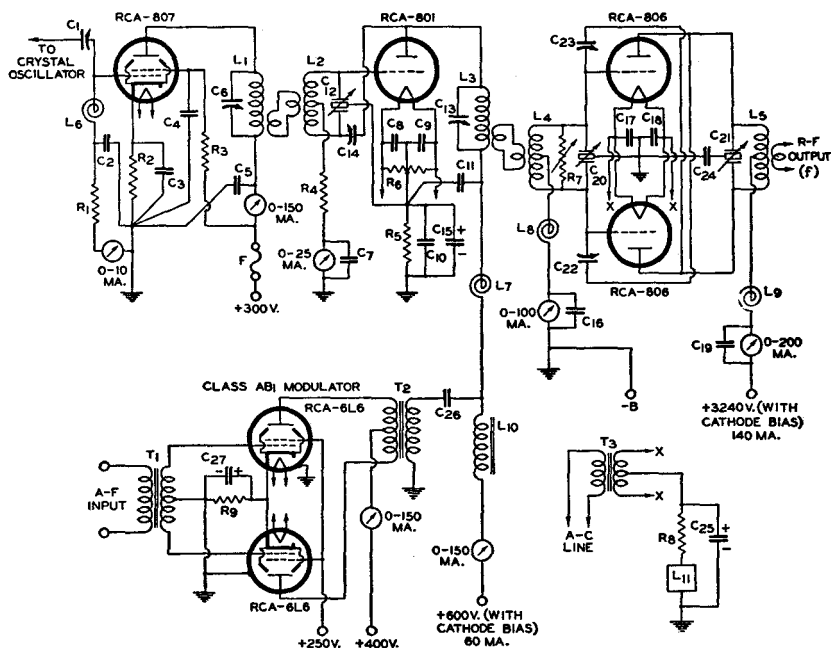 RCA-807
RCA-801
RCA-806
C1
TO CRYSTAL
OSCILLATOR
L6
C2
R1
0-10
MA.
R2
C3
C4
R3
C5
C6
L1
0-150
MA.
F
+300V.
L2
C12
C14
R4
0-25
MA.
C7
C8
C9
R6
R5
C10
C15
+
-
C11
C13
L3
L7
L4
R7
C20
L8
0-100
MA.
C16
-B
C23
C17
C18
X
X
C22
RCA-806
C24
C21
L5
R-F
OUTPUT
(f)
L9
C19
0-200
MA.
+3240V.(WITH
CATHODE BIAS)
140 MA.
CLASS AB1 MODULATOR
RCA-6L6
T1
A-F
INPUT
C27
- +
R9
RCA-6L6
+250V.
T2
0-150
MA.
+400V.
C26
L10
0-150
MA.
+600V.(WITH
CATHODE BIAS)
60 MA.
T3
X
X
A-C
LINE
R8
C25
+
-
L11